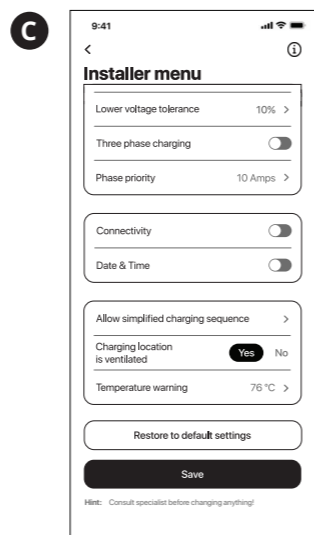 C
9:41
Installer menu
Lower voltage tolerance 10% >
Three phase charging
Phase priority 10 Amps >
Connectivity
Date & Time
Allow simplified charging sequence >
Charging location
is ventilated Yes No
Temperature warning 76 °C >
Restore to default settings
Save
Hint: Consult specialist before changing anything!